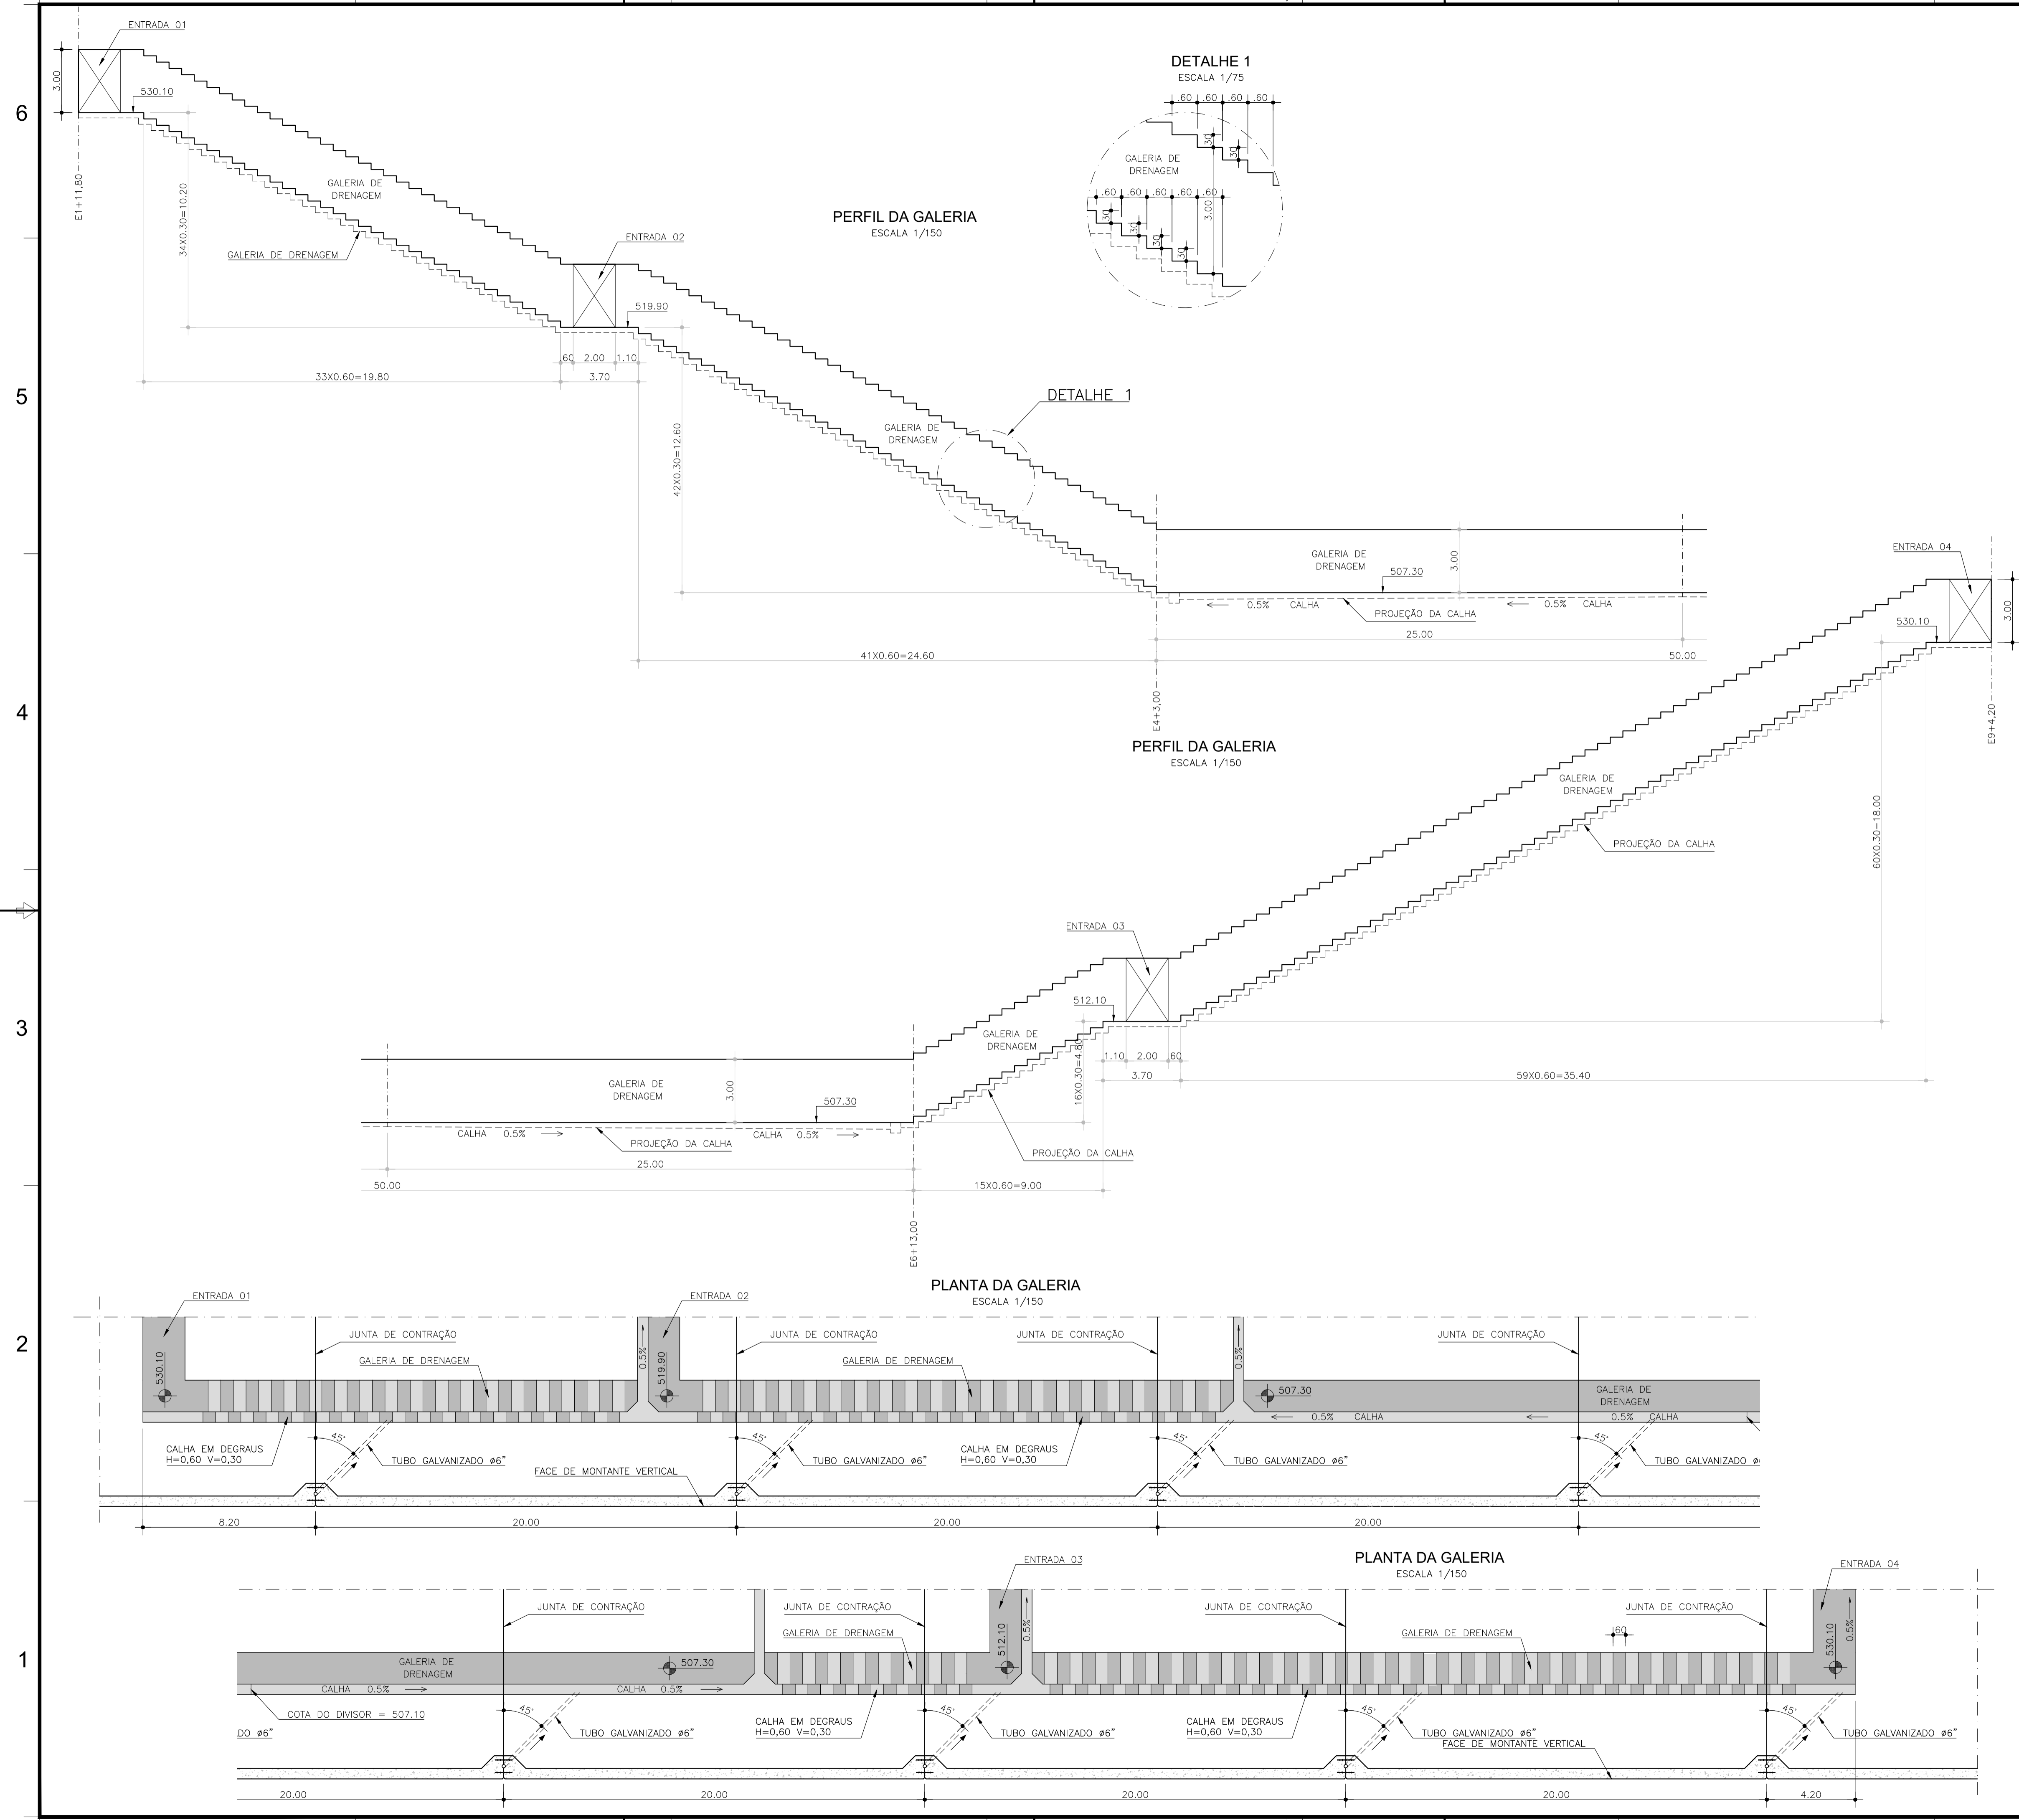 ENTRADA 01
3.00
530.10
E1+11,80
34X0.30=10.20
GALERIA DE
DRENAGEM
GALERIA DE DRENAGEM
33X0.60=19.80
ENTRADA 02
519.90
.60 2.00 1.10
3.70
PERFIL DA GALERIA
ESCALA 1/150
DETALHE 1
ESCALA 1/75
.60 .60 .60 .60
.30
.30
GALERIA DE
DRENAGEM
.60 .60 .60 .60 .60
3.00
.30
.30
.30
.30
DETALHE 1
GALERIA DE
DRENAGEM
42X0.30=12.60
41X0.60=24.60
GALERIA DE
DRENAGEM
3.00
507.30
0.5% CALHA
0.5% CALHA
PROJEÇÃO DA CALHA
25.00
50.00
E4+3,00
ENTRADA 04
530.10
3.00
E9+4,20
PERFIL DA GALERIA
ESCALA 1/150
GALERIA DE
DRENAGEM
PROJEÇÃO DA CALHA
60X0.30=18.00
ENTRADA 03
512.10
GALERIA DE
DRENAGEM
16X0.30=4.80
1.10 2.00 .60
3.70
59X0.60=35.40
GALERIA DE
DRENAGEM
3.00
507.30
CALHA 0.5%
PROJEÇÃO DA CALHA
CALHA 0.5%
PROJEÇÃO DA CALHA
25.00
50.00
15X0.60=9.00
E6+13,00
PLANTA DA GALERIA
ESCALA 1/150
ENTRADA 01
ENTRADA 02
JUNTA DE CONTRAÇÃO
JUNTA DE CONTRAÇÃO
JUNTA DE CONTRAÇÃO
JUNTA DE CONTRAÇÃO
GALERIA DE DRENAGEM
GALERIA DE DRENAGEM
530.10
0.5%
519.90
0.5%
507.30
GALERIA DE
DRENAGEM
0.5% CALHA
0.5% CALHA
45°
45°
45°
45°
CALHA EM DEGRAUS
H=0,60 V=0,30
TUBO GALVANIZADO ø6"
FACE DE MONTANTE VERTICAL
TUBO GALVANIZADO ø6"
CALHA EM DEGRAUS
H=0,60 V=0,30
TUBO GALVANIZADO ø6"
TUBO GALVANIZADO ø
8.20
20.00
20.00
20.00
PLANTA DA GALERIA
ESCALA 1/150
ENTRADA 03
ENTRADA 04
JUNTA DE CONTRAÇÃO
JUNTA DE CONTRAÇÃO
JUNTA DE CONTRAÇÃO
JUNTA DE CONTRAÇÃO
GALERIA DE DRENAGEM
GALERIA DE DRENAGEM
.60
GALERIA DE
DRENAGEM
507.30
512.10
0.5%
530.10
0.5%
CALHA 0.5%
CALHA 0.5%
COTA DO DIVISOR = 507.10
45°
45°
45°
45°
DO ø6"
TUBO GALVANIZADO ø6"
CALHA EM DEGRAUS
H=0,60 V=0,30
TUBO GALVANIZADO ø6"
CALHA EM DEGRAUS
H=0,60 V=0,30
TUBO GALVANIZADO ø6"
FACE DE MONTANTE VERTICAL
TUBO GALVANIZADO ø6"
20.00
20.00
20.00
20.00
4.20
6
5
4
3
2
1